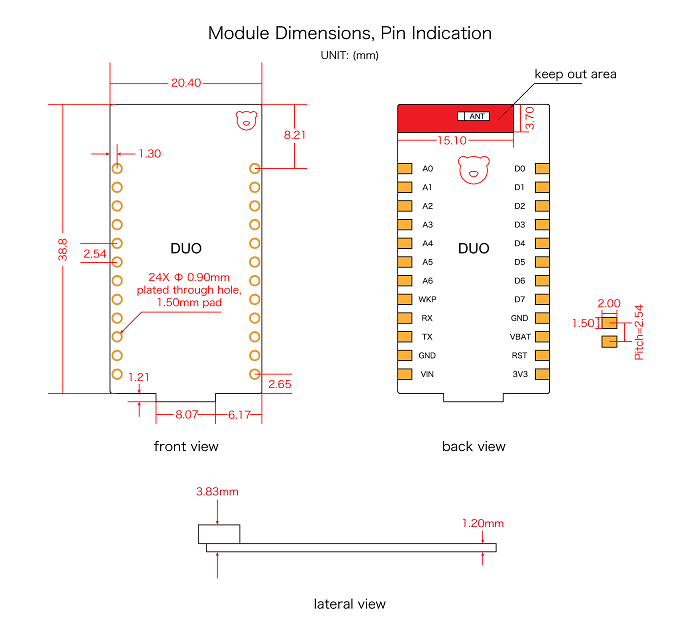 Module Dimensions, Pin Indication
UNIT: (mm)
20.40
8.21
1.30
38.8
2.54
DUO
24X Φ 0.90mm
plated through hole,
1.50mm pad
1.21
2.65
8.07
6.17
front view
keep out area
ANT
3.70
15.10
A0
D0
A1
D1
A2
D2
A3
D3
A4
DUO
D4
A5
D5
A6
D6
WKP
D7
RX
GND
TX
VBAT
GND
RST
VIN
3V3
2.00
1.50
Pitch=2.54
back view
3.83mm
1.20mm
lateral view